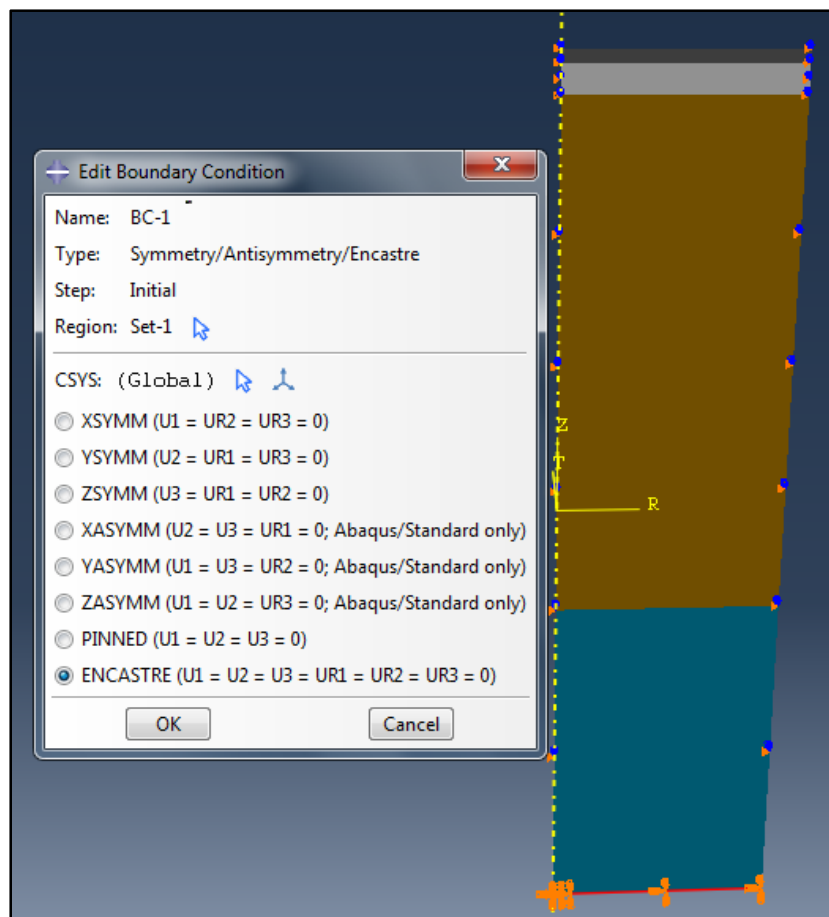 Edit Boundary Condition
Name: BC-1
Type: Symmetry/Antisymmetry/Encastre
Step: Initial
Region: Set-1
CSYS: (Global)
XSYMM (U1 = UR2 = UR3 = 0)
YSYMM (U2 = UR1 = UR3 = 0)
ZSYMM (U3 = UR1 = UR2 = 0)
XASYMM (U2 = U3 = UR1 = 0; Abaqus/Standard only)
YASYMM (U1 = U3 = UR2 = 0; Abaqus/Standard only)
ZASYMM (U1 = U2 = UR3 = 0; Abaqus/Standard only)
PINNED (U1 = U2 = U3 = 0)
ENCASTRE (U1 = U2 = U3 = UR1 = UR2 = UR3 = 0)
OK Cancel
Z
T
R